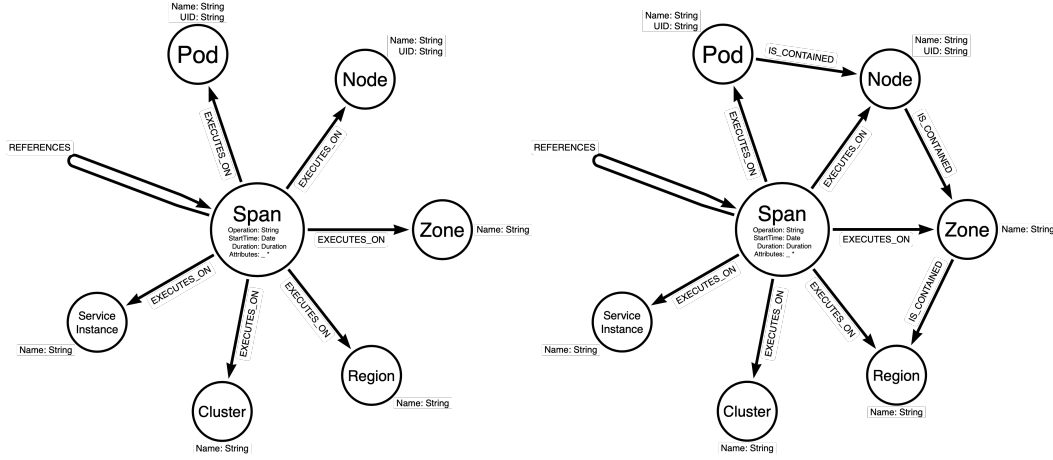 Name: String
UID: String
Pod
Name: String
UID: String
Node
EXECUTES_ON
EXECUTES_ON
REFERENCES
Span
Operation: String
StartTime: Date
Duration: Duration
Attributes: _ *
EXECUTES_ON
Zone
Name: String
EXECUTES_ON
EXECUTES_ON
EXECUTES_ON
Service
Instance
Name: String
Region
Name: String
Cluster
Name: String
Name: String
UID: String
Pod
IS_CONTAINED
Name: String
UID: String
Node
EXECUTES_ON
EXECUTES_ON
IS_CONTAINED
REFERENCES
Span
Operation: String
StartTime: Date
Duration: Duration
Attributes: _ *
EXECUTES_ON
Zone
Name: String
EXECUTES_ON
EXECUTES_ON
EXECUTES_ON
IS_CONTAINED
Service
Instance
Name: String
Region
Name: String
Cluster
Name: String